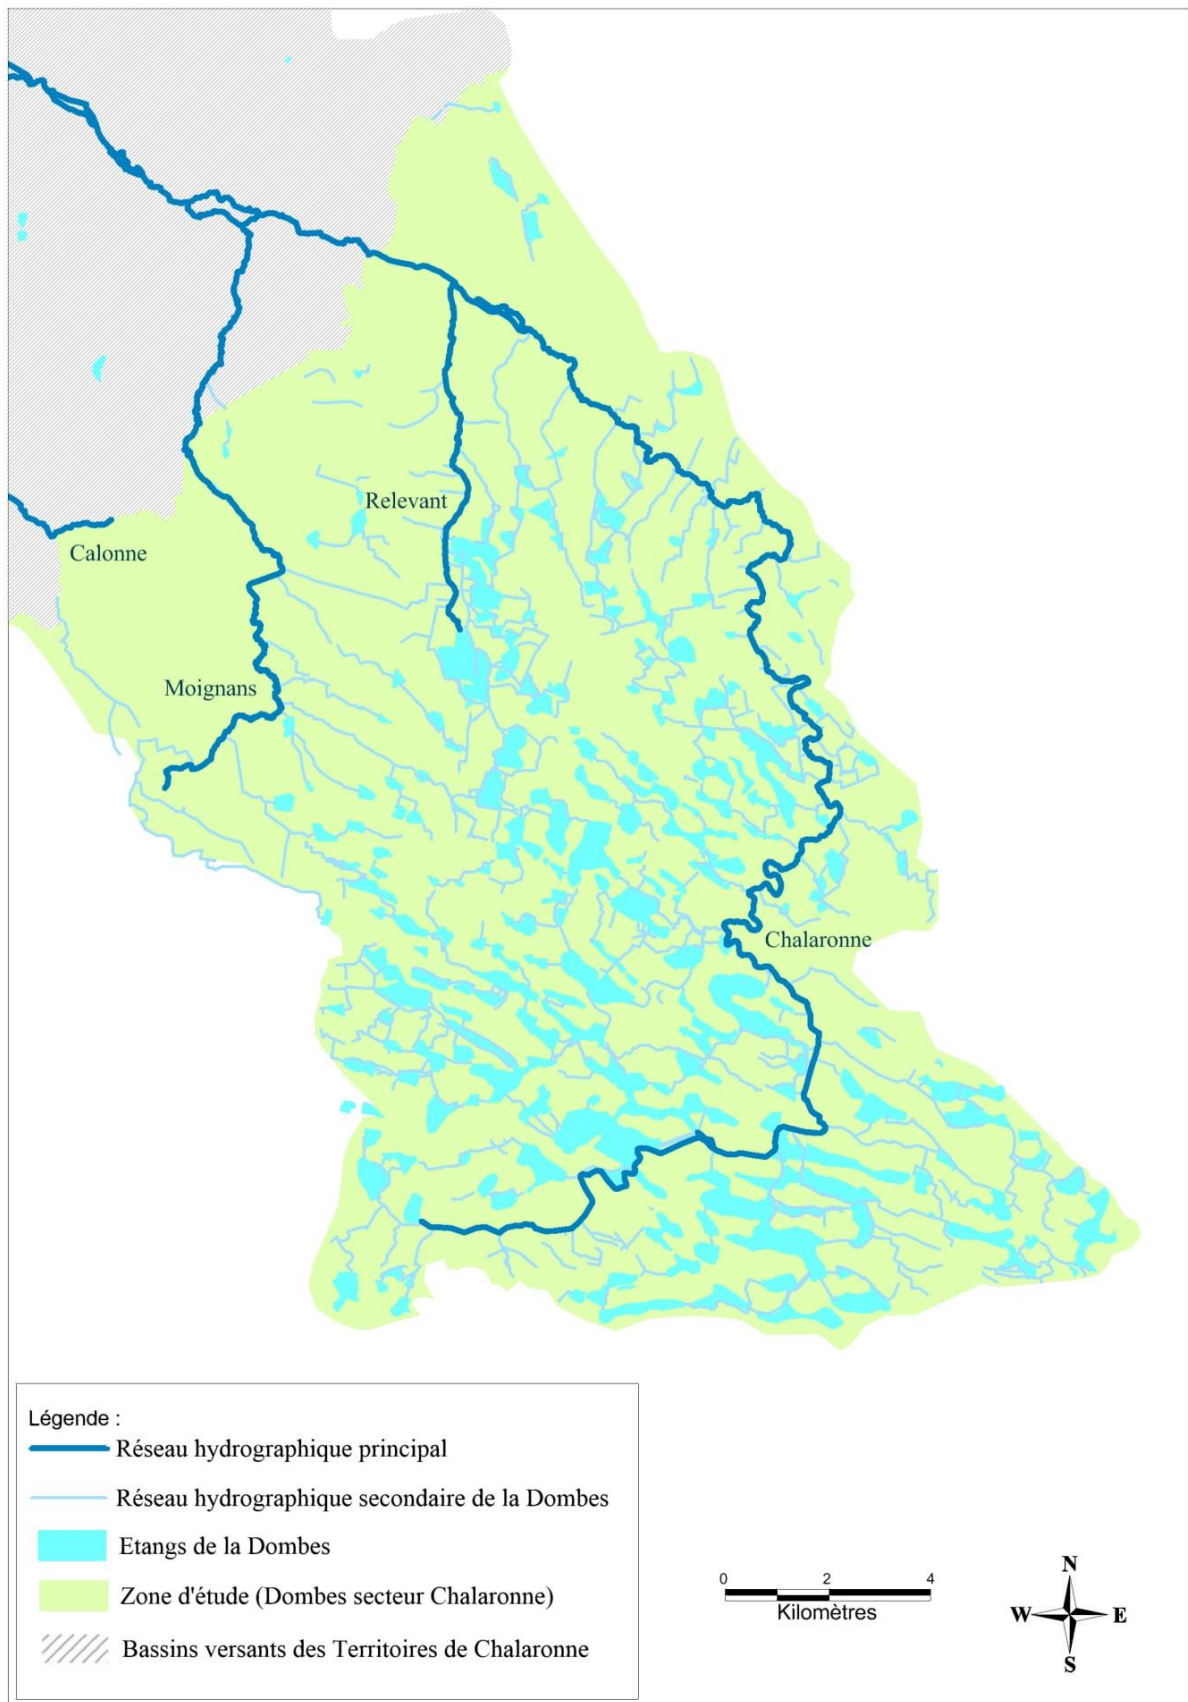 Relevant
Calonne
Moignans
Chalaronne
Légende :
Réseau hydrographique principal
Réseau hydrographique secondaire de la Dombes
Etangs de la Dombes
Zone d'étude (Dombes secteur Chalaronne)
Bassins versants des Territoires de Chalaronne
0 2 4
Kilomètres
N
W E
S